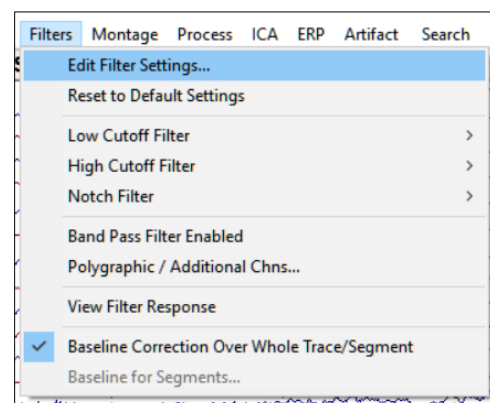 Filters Montage Process ICA ERP Artifact Search
Edit Filter Settings...
Reset to Default Settings
Low Cutoff Filter
High Cutoff Filter
Notch Filter
Band Pass Filter Enabled
Polygraphic / Additional Chns...
View Filter Response
Baseline Correction Over Whole Trace/Segment
Baseline for Segments...